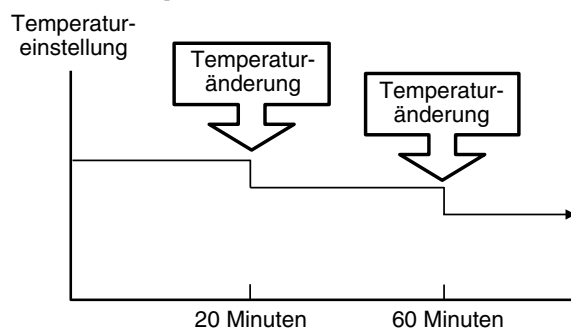 Temperatur-
einstellung
Temperatur-
änderung
Temperatur-
änderung
20 Minuten
60 Minuten